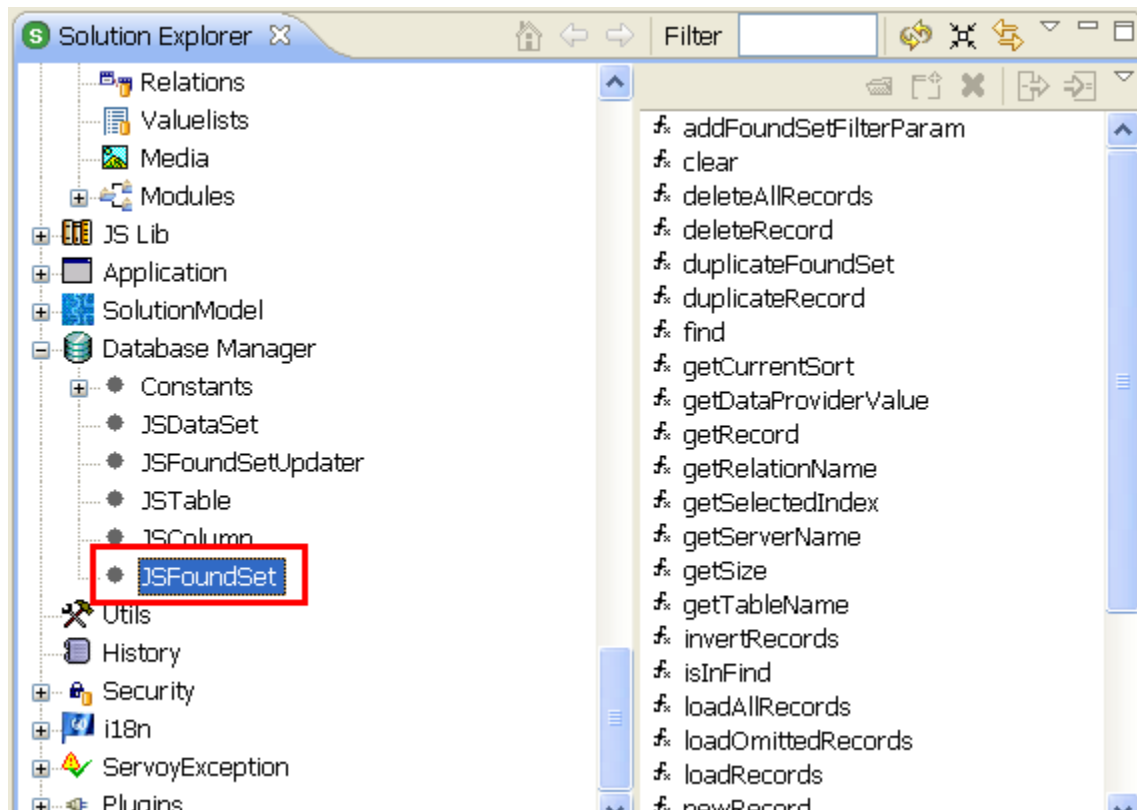 Solution Explorer
Filter
Relations
Valuelists
Media
Modules
JS Lib
Application
SolutionModel
Database Manager
Constants
JSDataSet
JSFoundSetUpdater
JSTable
JSColumn
JSFoundSet
Utils
History
Security
i18n
ServoyException
Plugins
addFoundSetFilterParam
clear
deleteAllRecords
deleteRecord
duplicateFoundSet
duplicateRecord
find
getCurrentSort
getDataProviderValue
getRecord
getRelationName
getSelectedIndex
getServerName
getSize
getTableName
invertRecords
isInFind
loadAllRecords
loadOmittedRecords
loadRecords
newRecord